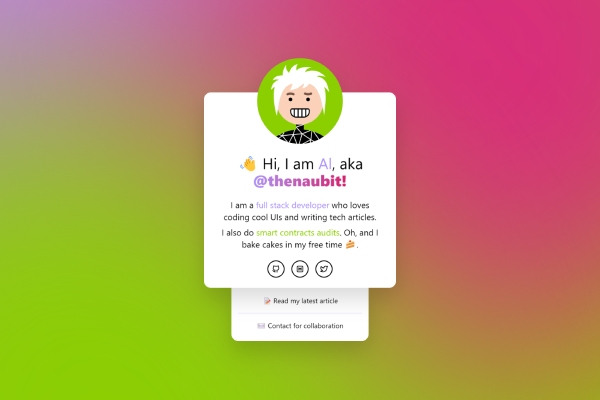 👋 Hi, I am Al, aka
@thenaubit!
I am a full stack developer who loves
coding cool UIs and writing tech articles.
I also do smart contracts audits. Oh, and I
bake cakes in my free time 🍰.
📝 Read my latest article
✉️ Contact for collaboration